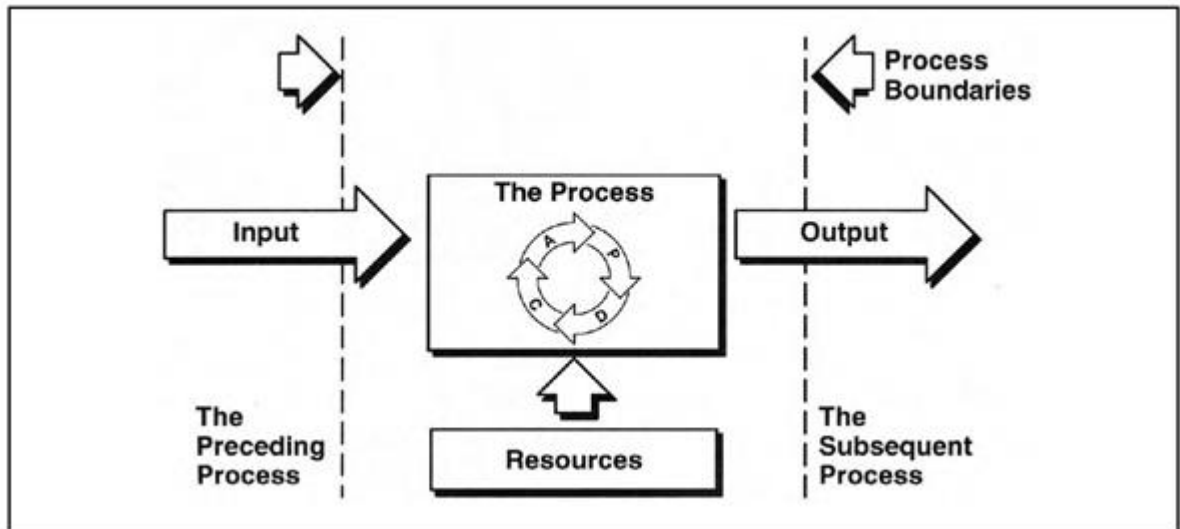 Process
Boundaries
The Process
Input
A
P
C
D
Output
The
Preceding
Process
Resources
The
Subsequent
Process